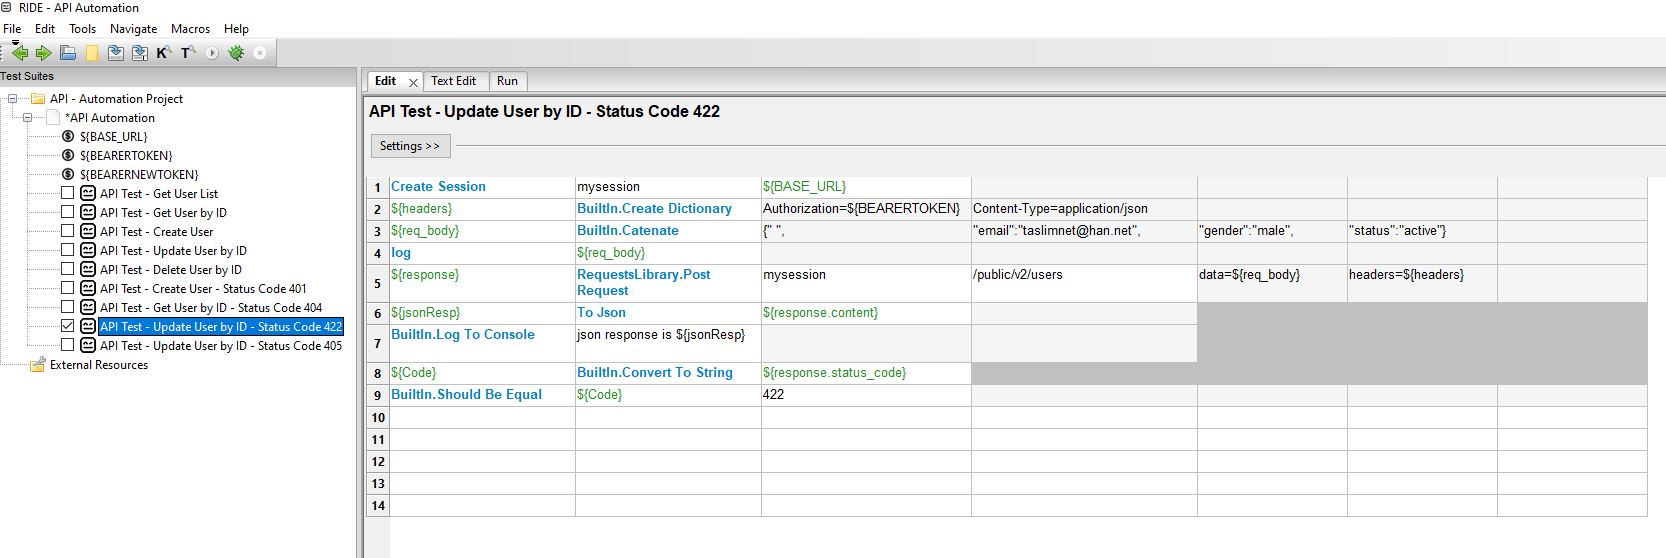 RIDE - API Automation
File Edit Tools Navigate Macros Help
Test Suites
API - Automation Project
*API Automation
${BASE_URL}
${BEARERTOKEN}
${BEARERNEWTOKEN}
API Test - Get User List
API Test - Get User by ID
API Test - Create User
API Test - Update User by ID
API Test - Delete User by ID
API Test - Create User - Status Code 401
API Test - Get User by ID - Status Code 404
API Test - Update User by ID - Status Code 422
API Test - Update User by ID - Status Code 405
External Resources
Edit Text Edit Run
API Test - Update User by ID - Status Code 422
Settings >>
1 Create Session mysession ${BASE_URL}
2 ${headers} BuiltIn.Create Dictionary Authorization=${BEARERTOKEN} Content-Type=application/json
3 ${req_body} BuiltIn.Catenate {" ", "email":"taslimnet@han.net", "gender":"male", "status":"active"}
4 log ${req_body}
5 ${response} RequestsLibrary.Post Request mysession /public/v2/users data=${req_body} headers=${headers}
6 ${jsonResp} To Json ${response.content}
7 BuiltIn.Log To Console json response is ${jsonResp}
8 ${Code} BuiltIn.Convert To String ${response.status_code}
9 BuiltIn.Should Be Equal ${Code} 422
10
11
12
13
14